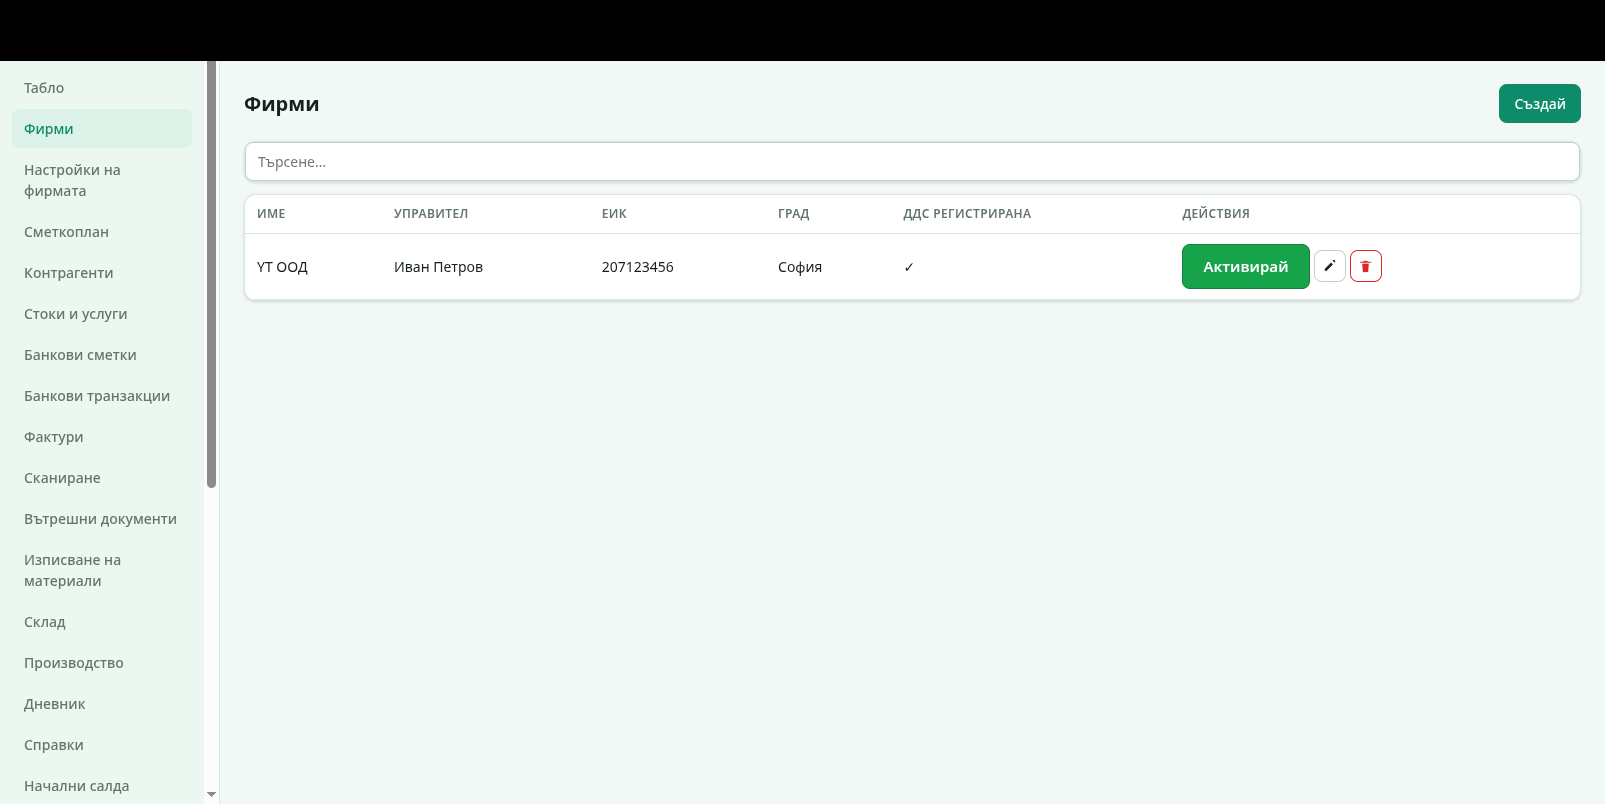 Табло
Фирми
Настройки на
фирмата
Сметкоплан
Контрагенти
Стоки и услуги
Банкови сметки
Банкови транзакции
Фактури
Сканиране
Вътрешни документи
Изписване на
материали
Склад
Производство
Дневник
Справки
Начални салда
Фирми
Създай
Търсене...
ИМЕ УПРАВИТЕЛ ЕИК ГРАД ДДС РЕГИСТРИРАНА ДЕЙСТВИЯ
YT ООД Иван Петров 207123456 София ✓ Активирай